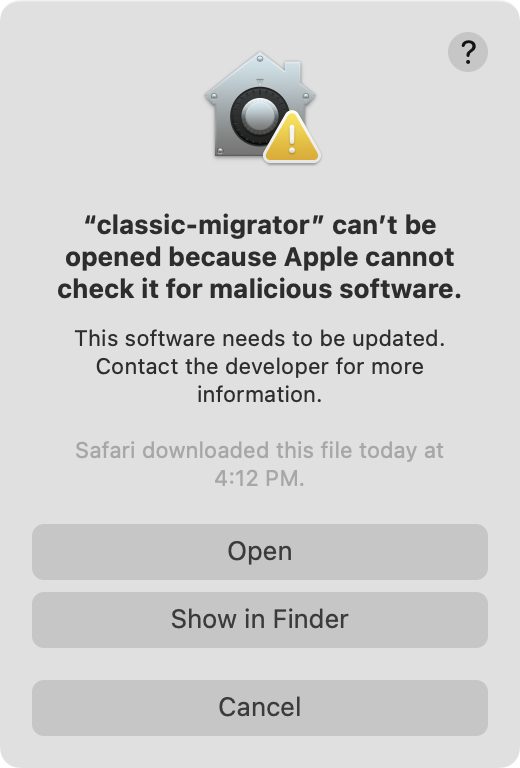 ?
“classic-migrator” can’t be
opened because Apple cannot
check it for malicious software.
This software needs to be updated.
Contact the developer for more
information.
Safari downloaded this file today at
4:12 PM.
Open
Show in Finder
Cancel